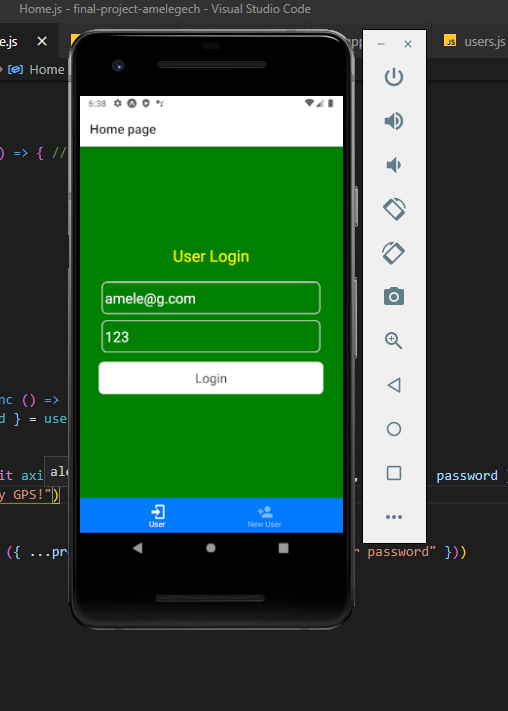 Home.js - final-project-amelegech - Visual Studio Code
e.js
JS users.js
Home
) => { //
6:38
Home page
User Login
amele@g.com
123
Login
nc () =>
d } = use
it axi
ale
, password }
y GPS!")
User
New User
({ ...pr
r password" }))